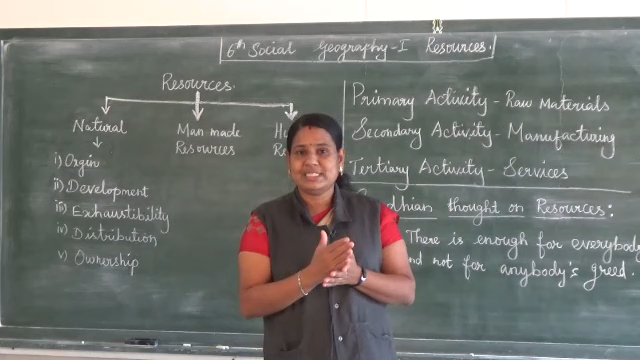 6th Social Geography-I Resources.
Resources.
Natural
Man made
Resources
i) Orgin
ii) Development
iii) Exhaustibility
iv) Distribution
v) Ownership
Primary Activity - Raw Materials
Secondary Activity - Manufacturing
Tertiary Activity - Services
thought on Resources:
There is enough for everybody
not for anybody's greed.